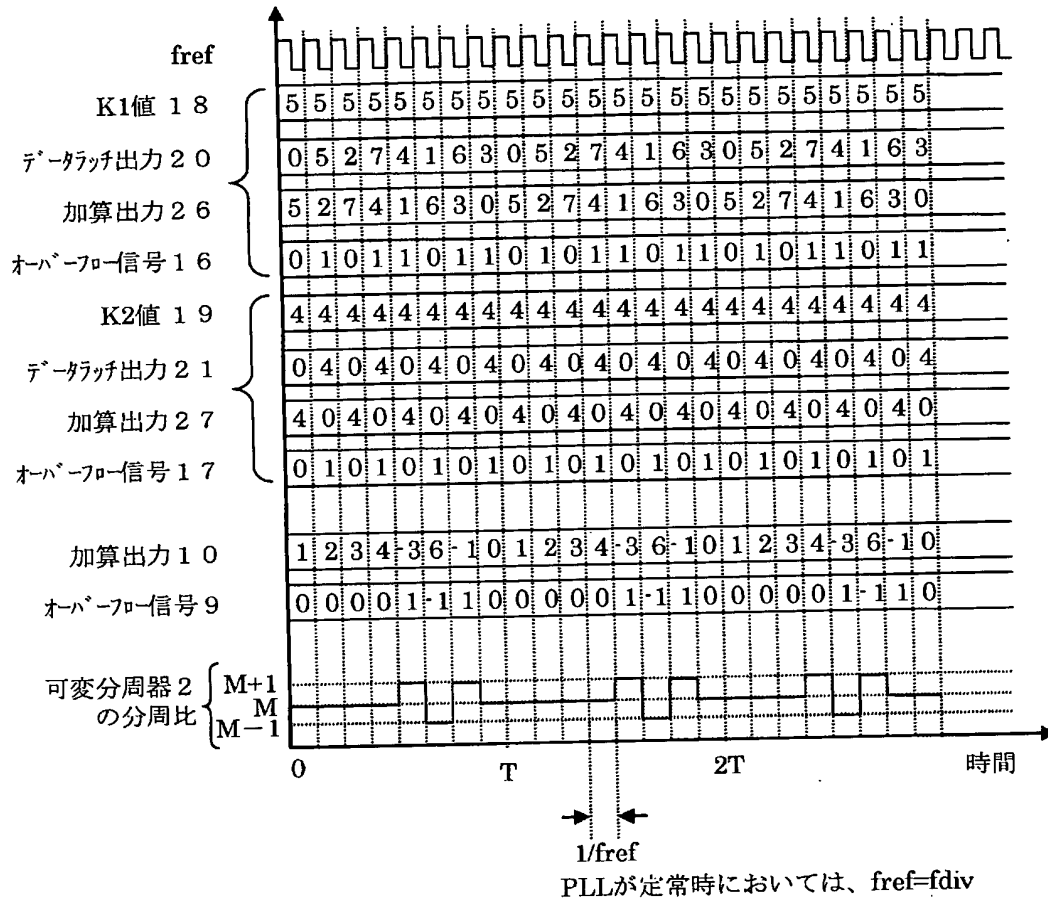 fref
K1値 18 5 5 5 5 5 5 5 5 5 5 5 5 5 5 5 5 5 5 5 5 5 5 5 5
データラッチ出力20 0 5 2 7 4 1 6 3 0 5 2 7 4 1 6 3 0 5 2 7 4 1 6 3
加算出力26 5 2 7 4 1 6 3 0 5 2 7 4 1 6 3 0 5 2 7 4 1 6 3 0
オーバーフロー信号16 0 1 0 1 1 0 1 1 0 1 0 1 1 0 1 1 0 1 0 1 1 0 1 1
K2値 19 4 4 4 4 4 4 4 4 4 4 4 4 4 4 4 4 4 4 4 4 4 4 4 4
データラッチ出力21 0 4 0 4 0 4 0 4 0 4 0 4 0 4 0 4 0 4 0 4 0 4 0 4
加算出力27 4 0 4 0 4 0 4 0 4 0 4 0 4 0 4 0 4 0 4 0 4 0 4 0
オーバーフロー信号17 0 1 0 1 0 1 0 1 0 1 0 1 0 1 0 1 0 1 0 1 0 1 0 1
加算出力10 1 2 3 4 -3 6 -1 0 1 2 3 4 -3 6 -1 0 1 2 3 4 -3 6 -1 0
オーバーフロー信号9 0 0 0 0 1 -1 1 0 0 0 0 0 1 -1 1 0 0 0 0 0 1 -1 1 0
可変分周器2
の分周比
M+1
M
M−1
0 T 2T 時間
1/fref
PLLが定常時においては、fref=fdiv